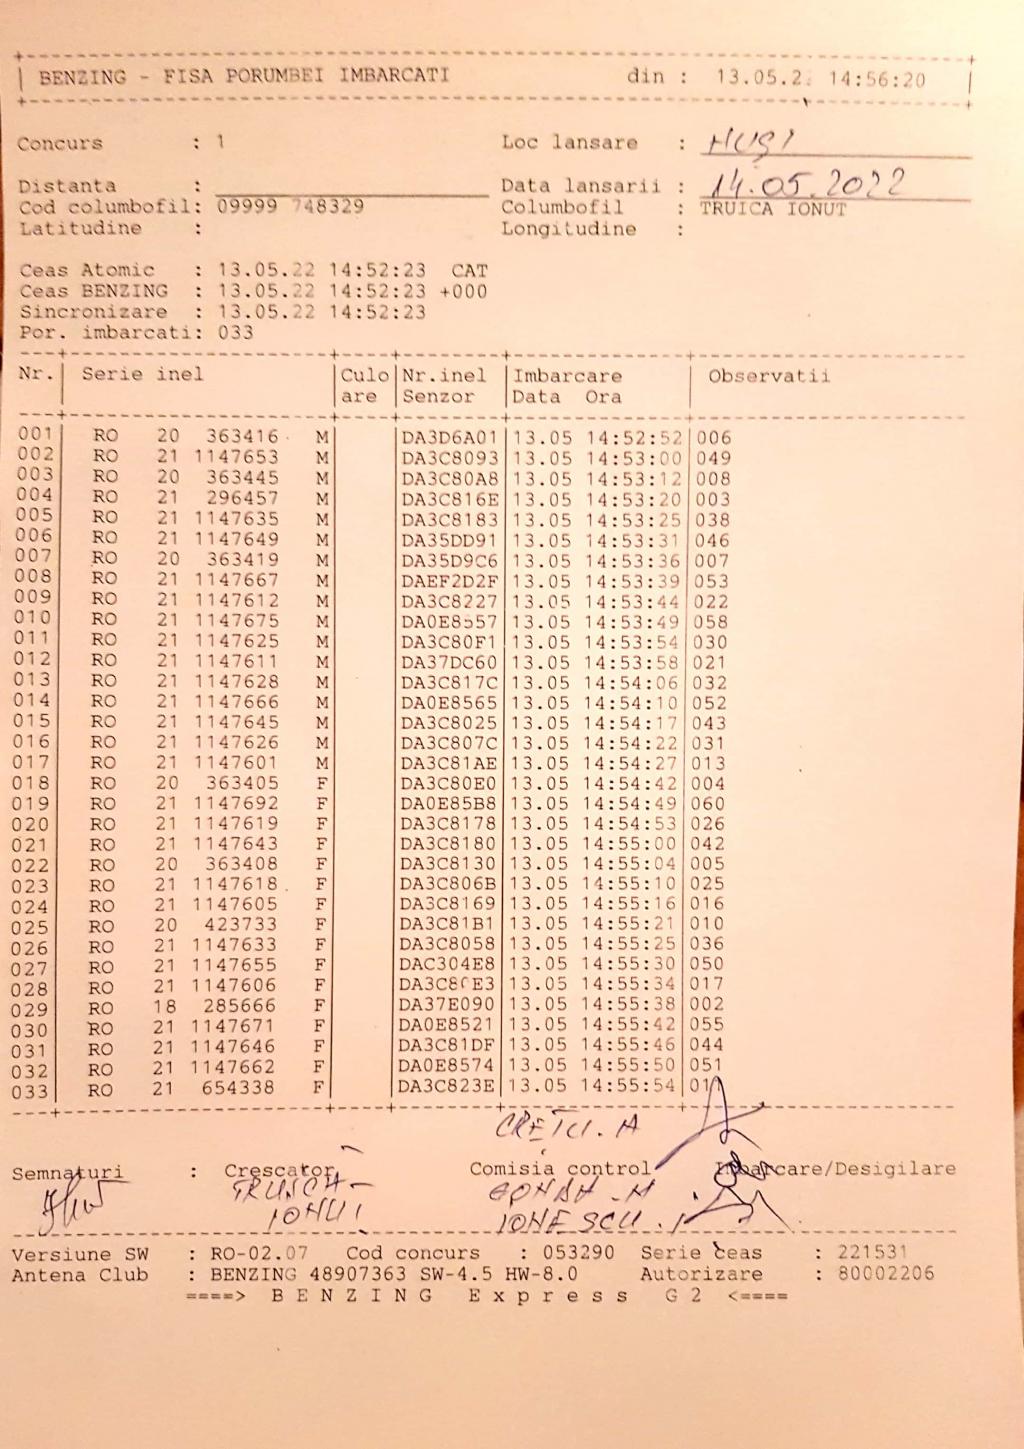 BENZING - FISA PORUMBEI IMBARCATI din : 13.05.2. 14:56:20
Concurs : 1 Loc lansare : HUȘI
Distanta : Data lansarii : 14.05.2022
Cod columbofil: 09999 748329 Columbofil : TRUICA IONUT
Latitudine : Longitudine :
Ceas Atomic : 13.05.22 14:52:23 CAT
Ceas BENZING : 13.05.22 14:52:23 +000
Sincronizare : 13.05.22 14:52:23
Por. imbarcati: 033
Nr. Serie inel Culo Nr.inel Imbarcare Observatii
are Senzor Data Ora
001 RO 20 363416 M DA3D6A01 13.05 14:52:52 006
002 RO 21 1147653 M DA3C8093 13.05 14:53:00 049
003 RO 20 363445 M DA3C80A8 13.05 14:53:12 008
004 RO 21 296457 M DA3C816E 13.05 14:53:20 003
005 RO 21 1147635 M DA3C8183 13.05 14:53:25 038
006 RO 21 1147649 M DA35DD91 13.05 14:53:31 046
007 RO 20 363419 M DA35D9C6 13.05 14:53:36 007
008 RO 21 1147667 M DAEF2D2F 13.05 14:53:39 053
009 RO 21 1147612 M DA3C8227 13.05 14:53:44 022
010 RO 21 1147675 M DA0E8557 13.05 14:53:49 058
011 RO 21 1147625 M DA3C80F1 13.05 14:53:54 030
012 RO 21 1147611 M DA37DC60 13.05 14:53:58 021
013 RO 21 1147628 M DA3C817C 13.05 14:54:06 032
014 RO 21 1147666 M DA0E8565 13.05 14:54:10 052
015 RO 21 1147645 M DA3C8025 13.05 14:54:17 043
016 RO 21 1147626 M DA3C807C 13.05 14:54:22 031
017 RO 21 1147601 M DA3C81AE 13.05 14:54:27 013
018 RO 20 363405 F DA3C80E0 13.05 14:54:42 004
019 RO 21 1147692 F DA0E85B8 13.05 14:54:49 060
020 RO 21 1147619 F DA3C8178 13.05 14:54:53 026
021 RO 21 1147643 F DA3C8180 13.05 14:55:00 042
022 RO 20 363408 F DA3C8130 13.05 14:55:04 005
023 RO 21 1147618 F DA3C806B 13.05 14:55:10 025
024 RO 21 1147605 F DA3C8169 13.05 14:55:16 016
025 RO 20 423733 F DA3C81B1 13.05 14:55:21 010
026 RO 21 1147633 F DA3C8058 13.05 14:55:25 036
027 RO 21 1147655 F DAC304E8 13.05 14:55:30 050
028 RO 21 1147606 F 13.05 14:55:34 017
029 RO 18 285666 F DA37E090 13.05 14:55:38 002
030 RO 21 1147671 F DA0E8521 13.05 14:55:42 055
031 RO 21 1147646 F DA3C81DF 13.05 14:55:46 044
032 RO 21 1147662 F DA0E8574 13.05 14:55:50 051
033 RO 21 654338 F DA3C823E 13.05 14:55:54
CRETU. A
Semnaturi : Crescator Comisia control Imbarcare/Desigilare
IONUT IONESCU. I
Versiune SW : RO-02.07 Cod concurs : 053290 Serie ceas : 221531
Antena Club : BENZING 48907363 SW-4.5 HW-8.0 Autorizare : 80002206
====> B E N Z I N G E x p r e s s G 2 <====